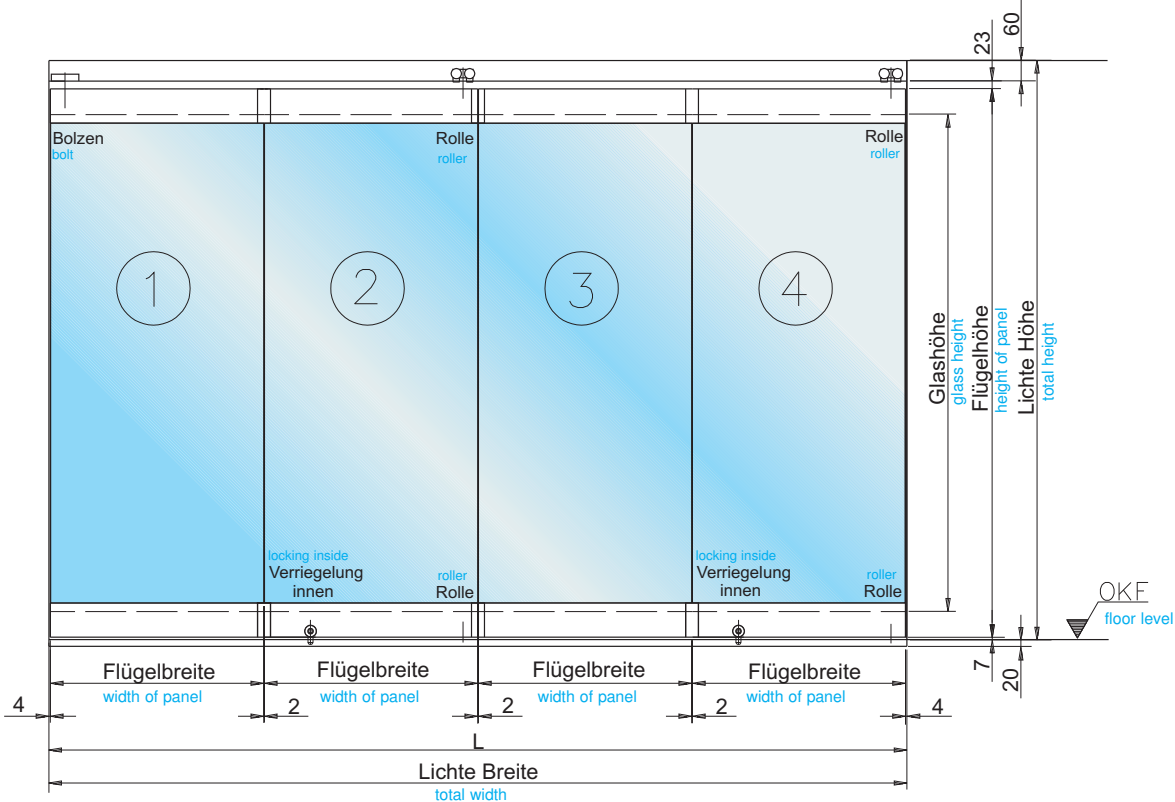 23
60
Bolzen
bolt
Rolle
roller
Rolle
roller
1
2
3
4
Glashöhe
glass height
Flügelhöhe
height of panel
Lichte Höhe
total height
locking inside
Verriegelung
innen
roller
Rolle
locking inside
Verriegelung
innen
roller
Rolle
OKF
floor level
7
20
Flügelbreite
width of panel
Flügelbreite
width of panel
Flügelbreite
width of panel
Flügelbreite
width of panel
4
2
2
2
4
L
Lichte Breite
total width